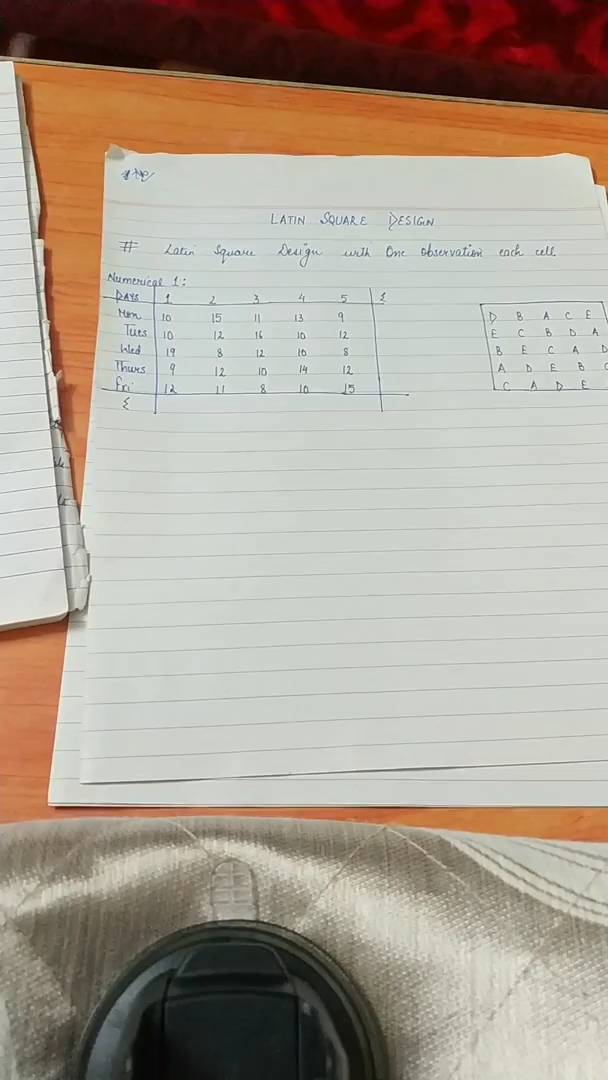 LATIN SQUARE DESIGN
# Latin Square Design with One observation each cell.
Numerical 1:
DAYS 1 2 3 4 5 Σ
Mon 10 15 11 13 9
Tues 10 12 16 10 12
Wed 19 8 12 10 8
Thurs 9 12 10 14 12
Fri 12 11 8 10 15
Σ
D B A C E
E C B D A
B E C A D
A D E B C
C A D E